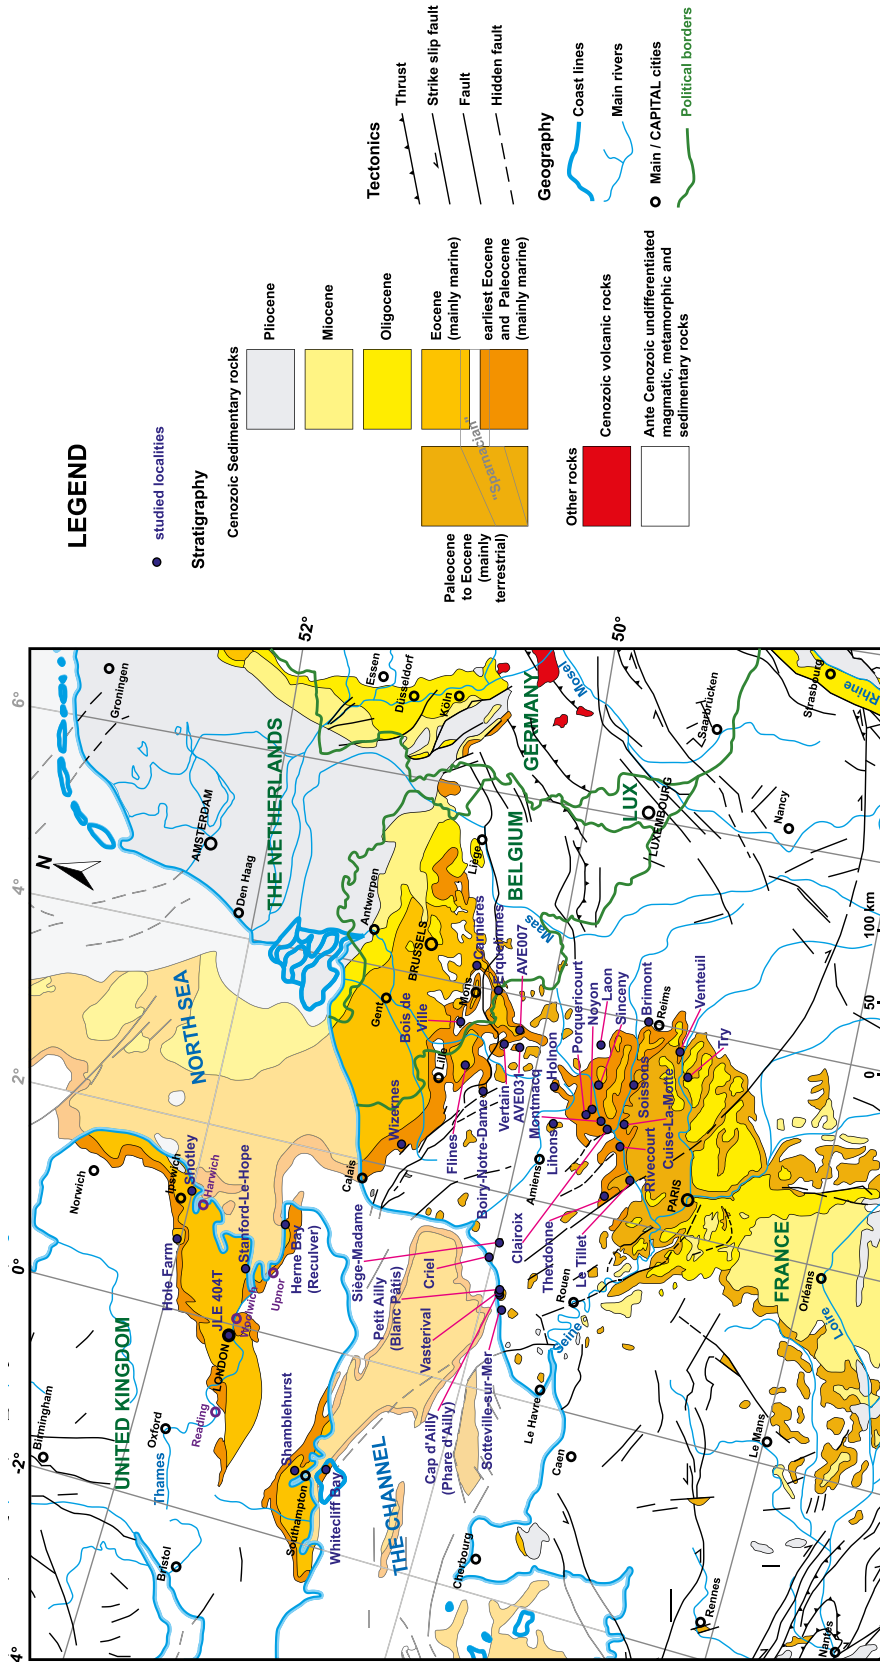 LEGEND
studied localities
Stratigraphy
Cenozoic Sedimentary rocks
Pliocene
Miocene
Oligocene
Eocene
(mainly marine)
earliest Eocene
and Paleocene
(mainly marine)
Paleocene
to Eocene
(mainly
terrestrial)
"Sparnacian"
Other rocks
Cenozoic volcanic rocks
Ante Cenozoic undifferentiated
magmatic, metamorphic and
sedimentary rocks
Tectonics
Thrust
Strike slip fault
Fault
Hidden fault
Geography
Coast lines
Main rivers
Main / CAPITAL cities
Political borders
4°
-2°
0°
2°
4°
6°
52°
50°
N
0
50
100 km
UNITED KINGDOM
THE NETHERLANDS
BELGIUM
GERMANY
LUX
FRANCE
NORTH SEA
THE CHANNEL
Thames
Seine
Loire
Maas
Mosel
Rhine
Birmingham
Oxford
Bristol
Norwich
Ipswich
LONDON
Southampton
Reading
Woolwich
Upnor
Harwich
Hole Farm
Shotley
Stanford-Le-Hope
JLE 404T
Herne Bay
(Reculver)
Shamblehurst
Whitecliff Bay
Groningen
AMSTERDAM
Den Haag
Antwerpen
BRUSSELS
Gent
Lille
Mons
Liège
Essen
Düsseldorf
Köln
Calais
Wizernes
Bois de
Ville
Carnières
Erquelinnes
AVE007
Flines
Boiry-Notre-Dame
Vertain
AVE031
Holnon
Montmacq
Lihons
Porquericourt
Noyon
Laon
Sinceny
Brimont
Reims
Venteuil
Try
Soissons
Cuise-La-Motte
Rivecourt
PARIS
Amiens
Clairoix
Therdonne
Le Tillet
Rouen
Siège-Madame
Petit Ailly
(Blanc Pâtis)
Criel
Vasterival
Cap d'Ailly
(Phare d'Ailly)
Sotteville-sur-Mer
Le Havre
Caen
Cherbourg
Rennes
Nantes
Le Mans
Orléans
LUXEMBOURG
Saarbrücken
Nancy
Strasbourg